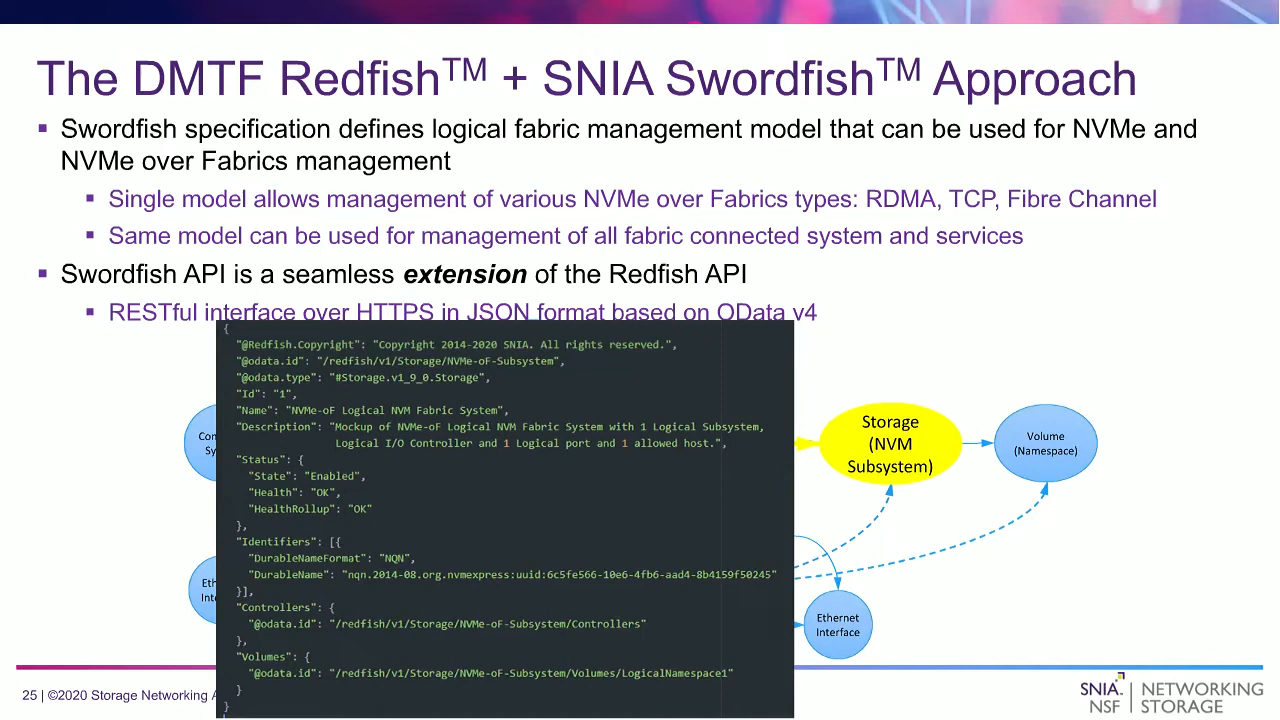 The DMTF Redfish™ + SNIA Swordfish™ Approach
▪ Swordfish specification defines logical fabric management model that can be used for NVMe and
NVMe over Fabrics management
▪ Single model allows management of various NVMe over Fabrics types: RDMA, TCP, Fibre Channel
▪ Same model can be used for management of all fabric connected system and services
▪ Swordfish API is a seamless extension of the Redfish API
▪ RESTful interface over HTTPS in JSON format based on OData v4
{
"@Redfish.Copyright": "Copyright 2014-2020 SNIA. All rights reserved.",
"@odata.id": "/redfish/v1/Storage/NVMe-oF-Subsystem",
"@odata.type": "#Storage.v1_9_0.Storage",
"Id": "1",
"Name": "NVMe-oF Logical NVM Fabric System",
"Description": "Mockup of NVMe-oF Logical NVM Fabric System with 1 Logical Subsystem,
Logical I/O Controller and 1 Logical port and 1 allowed host.",
"Status": {
"State": "Enabled",
"Health": "OK",
"HealthRollup": "OK"
},
"Identifiers": [{
"DurableNameFormat": "NQN",
"DurableName": "nqn.2014-08.org.nvmexpress:uuid:6c5fe566-10e6-4fb6-aad4-8b4159f50245"
}],
"Controllers": {
"@odata.id": "/redfish/v1/Storage/NVMe-oF-Subsystem/Controllers"
},
"Volumes": {
"@odata.id": "/redfish/v1/Storage/NVMe-oF-Subsystem/Volumes/LogicalNamespace1"
}
}
Storage
(NVM
Subsystem)
Volume
(Namespace)
Ethernet
Interface
25 | ©2020 Storage Networking
SNIA. | NETWORKING
NSF | STORAGE